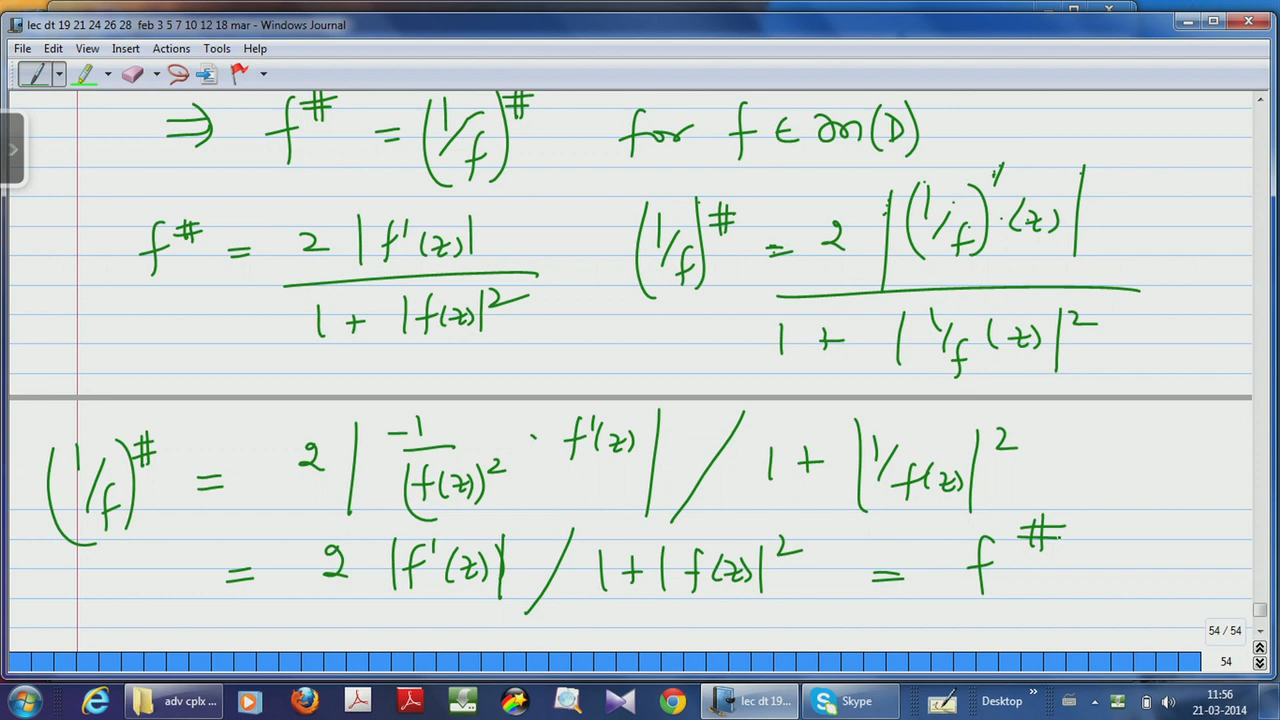 lec dt 19 21 24 26 28 feb 3 5 7 10 12 18 mar - Windows Journal
File Edit View Insert Actions Tools Help
⇒ f^# = (1/f)^# for f ∈ m(D)
f^# = 2 |f'(z)| / 1 + |f(z)|^2 (1/f)^# = 2 |(1/f)'(z)| / 1 + |1/f (z)|^2
(1/f)^# = 2 | -1/(f(z))^2 · f'(z) | / 1 + |1/f(z)|^2
= 2 |f'(z)| / 1 + |f(z)|^2 = f^#
54 / 54
54
adv cplx ... lec dt 19... Skype Desktop » 11:56
21-03-2014